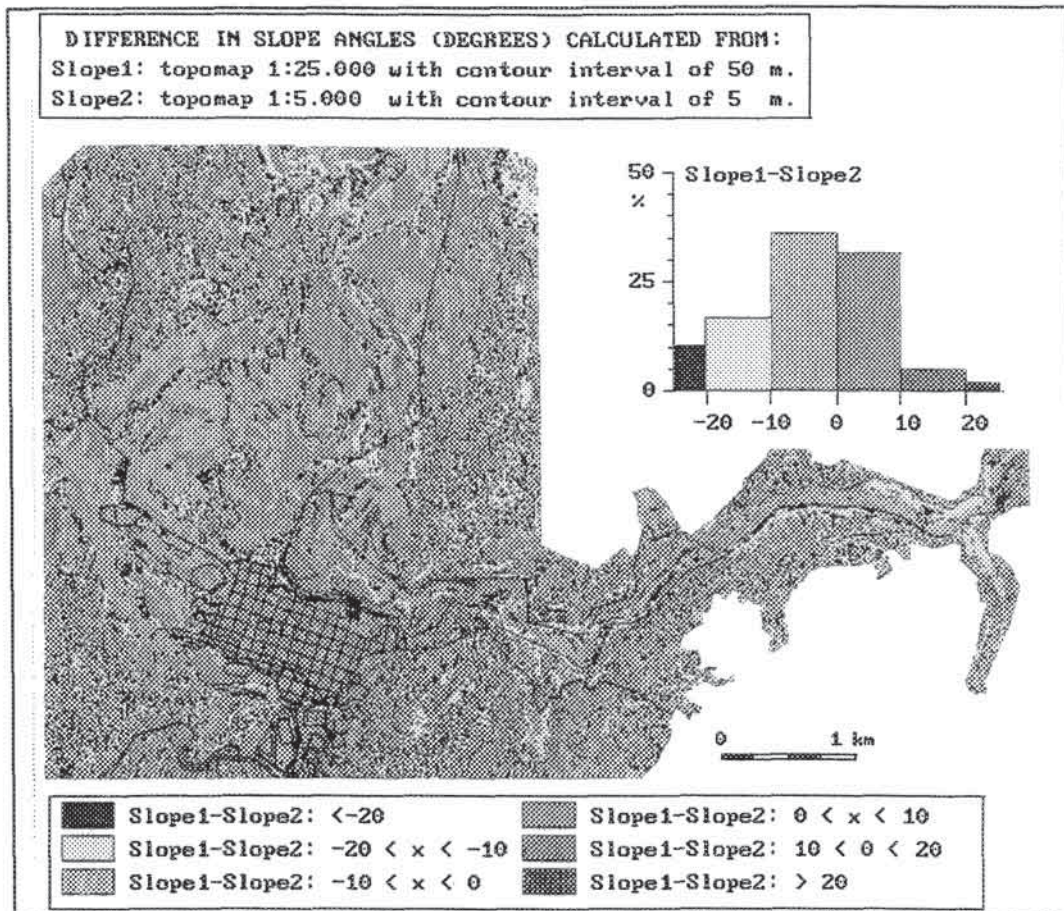 DIFFERENCE IN SLOPE ANGLES (DEGREES) CALCULATED FROM:
Slope1: topomap 1:25.000 with contour interval of 50 m.
Slope2: topomap 1:5.000 with contour interval of 5 m.
50
Slope1-Slope2
%
25
0
-20 -10 0 10 20
0 1 km
Slope1-Slope2: <-20
Slope1-Slope2: -20 < x < -10
Slope1-Slope2: -10 < x < 0
Slope1-Slope2: 0 < x < 10
Slope1-Slope2: 10 < 0 < 20
Slope1-Slope2: > 20